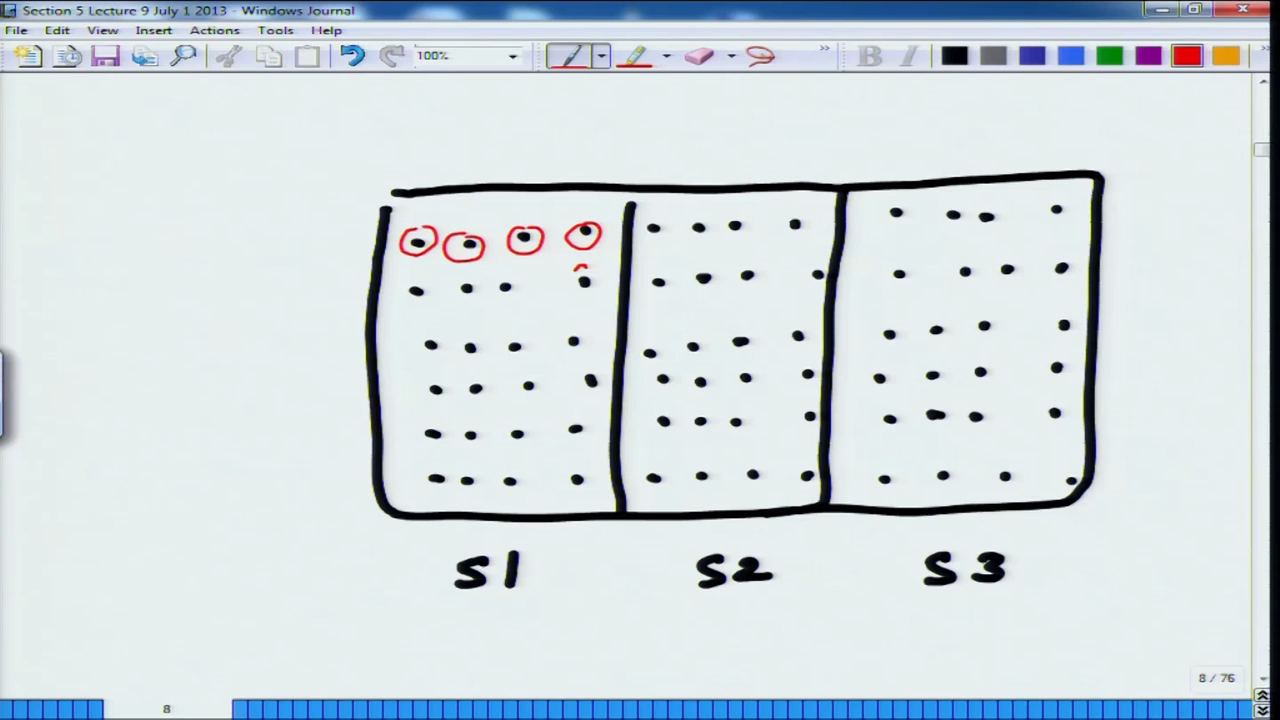 Section 5 Lecture 9 July 1 2013 - Windows Journal
File Edit View Insert Actions Tools Help
100% B I
S1 S2 S3
8 / 76
8